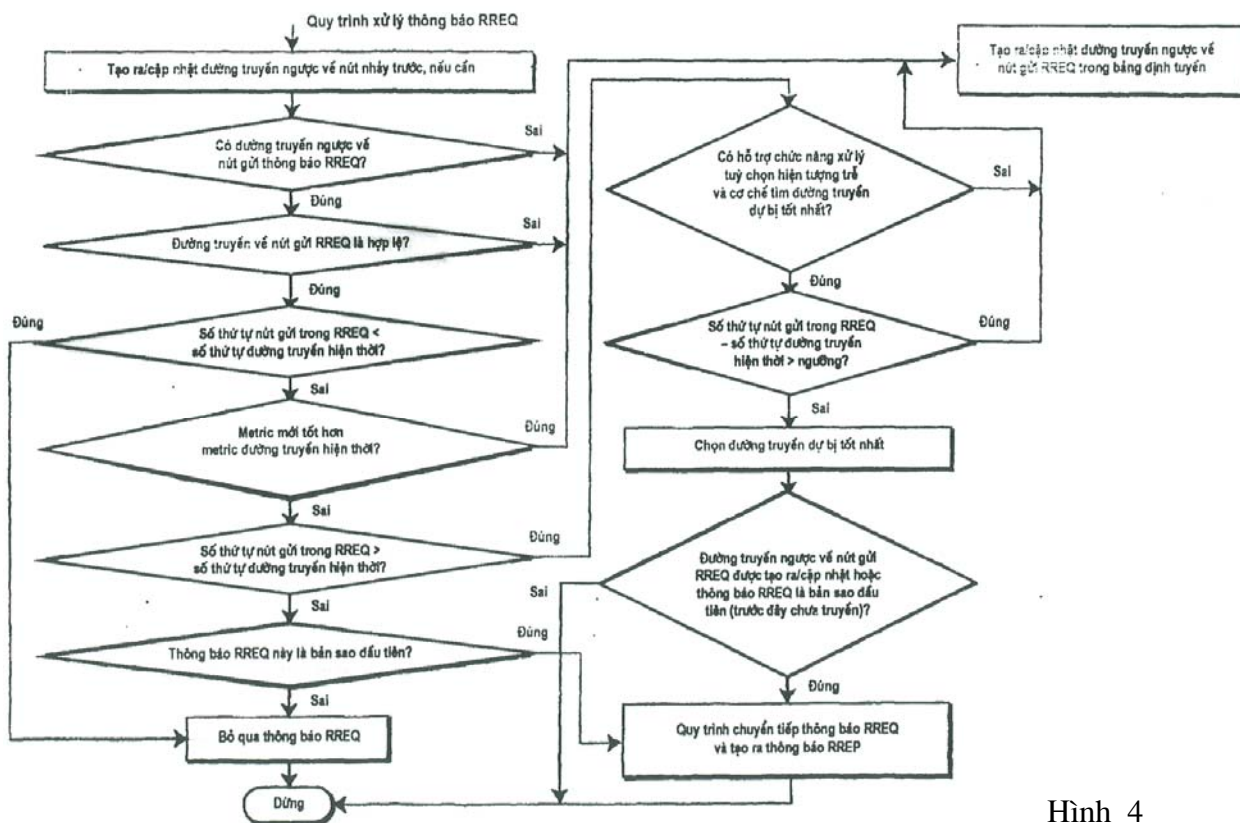 Quy trình xử lý thông báo RREQ
Tạo ra/cập nhật đường truyền ngược về nút nhảy trước, nếu cần
Có đường truyền ngược về
nút gửi thông báo RREQ?
Sai
Đúng
Đường truyền về nút gửi RREQ là hợp lệ?
Sai
Đúng
Số thứ tự nút gửi trong RREQ <
số thứ tự đường truyền hiện thời?
Đúng
Sai
Metric mới tốt hơn
metric đường truyền hiện thời?
Đúng
Sai
Số thứ tự nút gửi trong RREQ >
số thứ tự đường truyền hiện thời?
Đúng
Sai
Thông báo RREQ này là bản sao đầu tiên?
Đúng
Sai
Bỏ qua thông báo RREQ
Dừng
Tạo ra/cập nhật đường truyền ngược về
nút gửi RREQ trong bảng định tuyến
Có hỗ trợ chức năng xử lý
tuỳ chọn hiện tượng trễ
và cơ chế tìm đường truyền
dự bị tốt nhất?
Sai
Đúng
Số thứ tự nút gửi trong RREQ
– số thứ tự đường truyền
hiện thời > ngưỡng?
Đúng
Sai
Chọn đường truyền dự bị tốt nhất
Đường truyền ngược về nút gửi
RREQ được tạo ra/cập nhật hoặc
thông báo RREQ là bản sao đầu
tiên (trước đây chưa truyền)?
Sai
Đúng
Quy trình chuyển tiếp thông báo RREQ
và tạo ra thông báo RREP
Hình 4